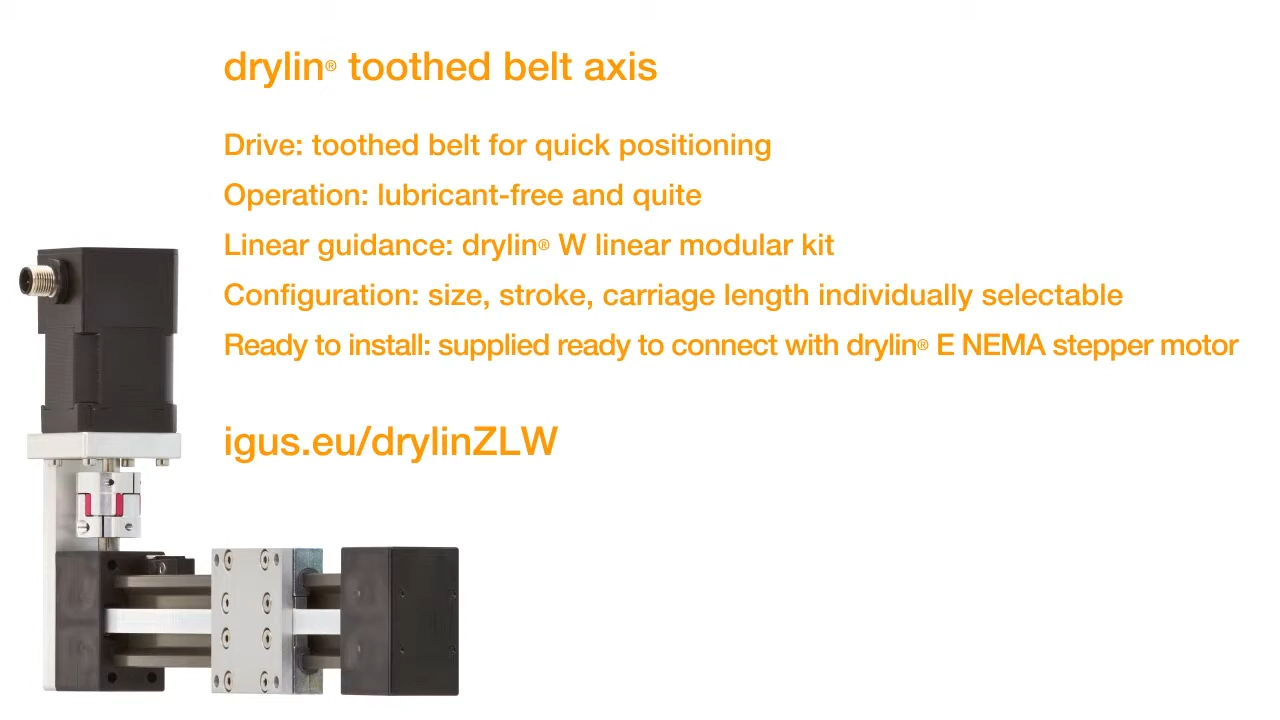 drylin® toothed belt axis
Drive: toothed belt for quick positioning
Operation: lubricant-free and quite
Linear guidance: drylin® W linear modular kit
Configuration: size, stroke, carriage length individually selectable
Ready to install: supplied ready to connect with drylin® E NEMA stepper motor
igus.eu/drylinZLW